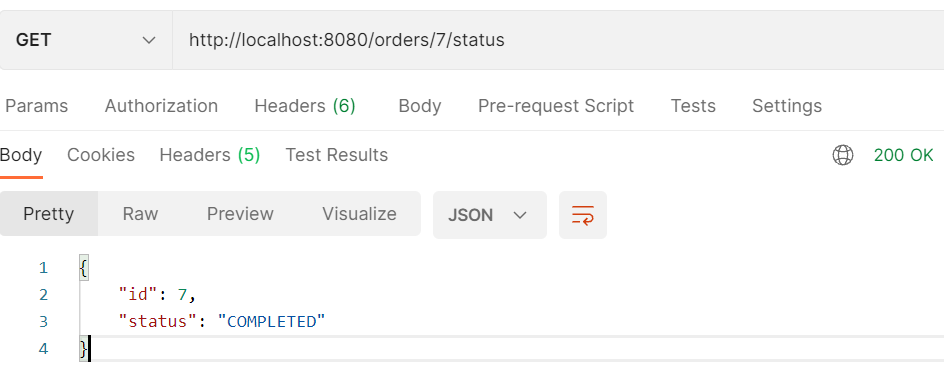 GET http://localhost:8080/orders/7/status
Params Authorization Headers (6) Body Pre-request Script Tests Settings
Body Cookies Headers (5) Test Results 200 OK
Pretty Raw Preview Visualize JSON
1 {
2 "id": 7,
3 "status": "COMPLETED"
4 }